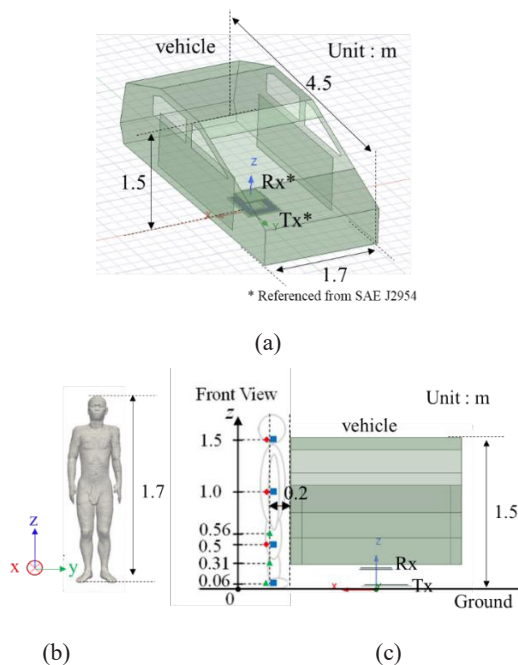 vehicle
Unit : m
4.5
1.5
z
Rx*
x
Tx*
y
1.7
* Referenced from SAE J2954
(a)
Front View
Unit : m
z
vehicle
1.5
1.7
1.0
0.2
1.5
0.56
0.5
z
0.31
Rx
z
0.06
x
Tx
x
y
0
Ground
(b)
(c)